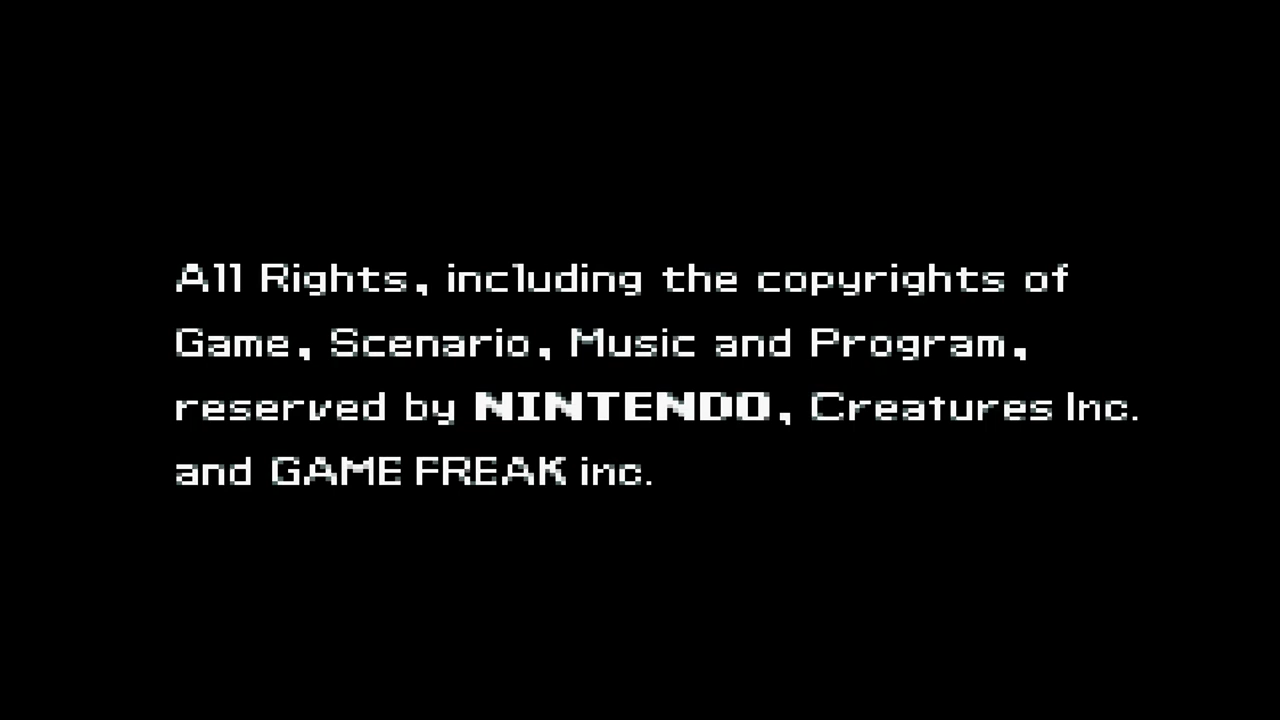 All Rights, including the copyrights of
Game, Scenario, Music and Program,
reserved by NINTENDO, Creatures Inc.
and GAME FREAK inc.